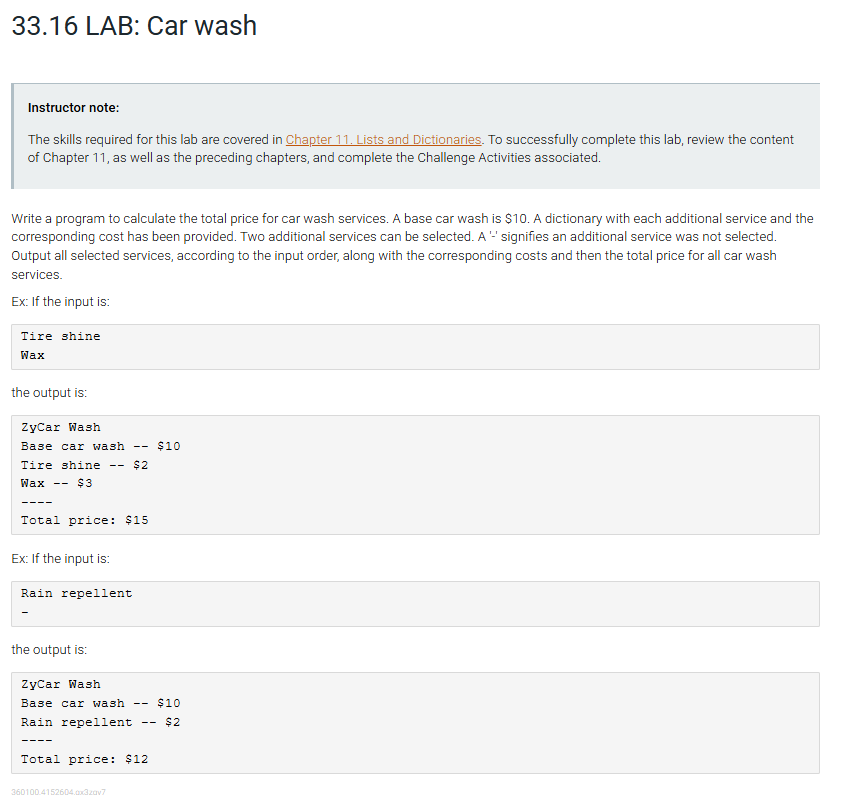 33.16 LAB: Car wash
Instructor note:
The skills required for this lab are covered in Chapter 11. Lists and Dictionaries. To successfully complete this lab, review the content
of Chapter 11, as well as the preceding chapters, and complete the Challenge Activities associated.
Write a program to calculate the total price for car wash services. A base car wash is $10. A dictionary with each additional service and the
corresponding cost has been provided. Two additional services can be selected. A '-' signifies an additional service was not selected.
Output all selected services, according to the input order, along with the corresponding costs and then the total price for all car wash
services.
Ex: If the input is:
Tire shine
Wax
the output is:
ZyCar Wash
Base car wash -- $10
Tire shine -- $2
Wax -- $3
----
Total price: $15
Ex: If the input is:
Rain repellent
-
the output is:
ZyCar Wash
Base car wash -- $10
Rain repellent -- $2
----
Total price: $12
360100.4152604.qx3zqy7